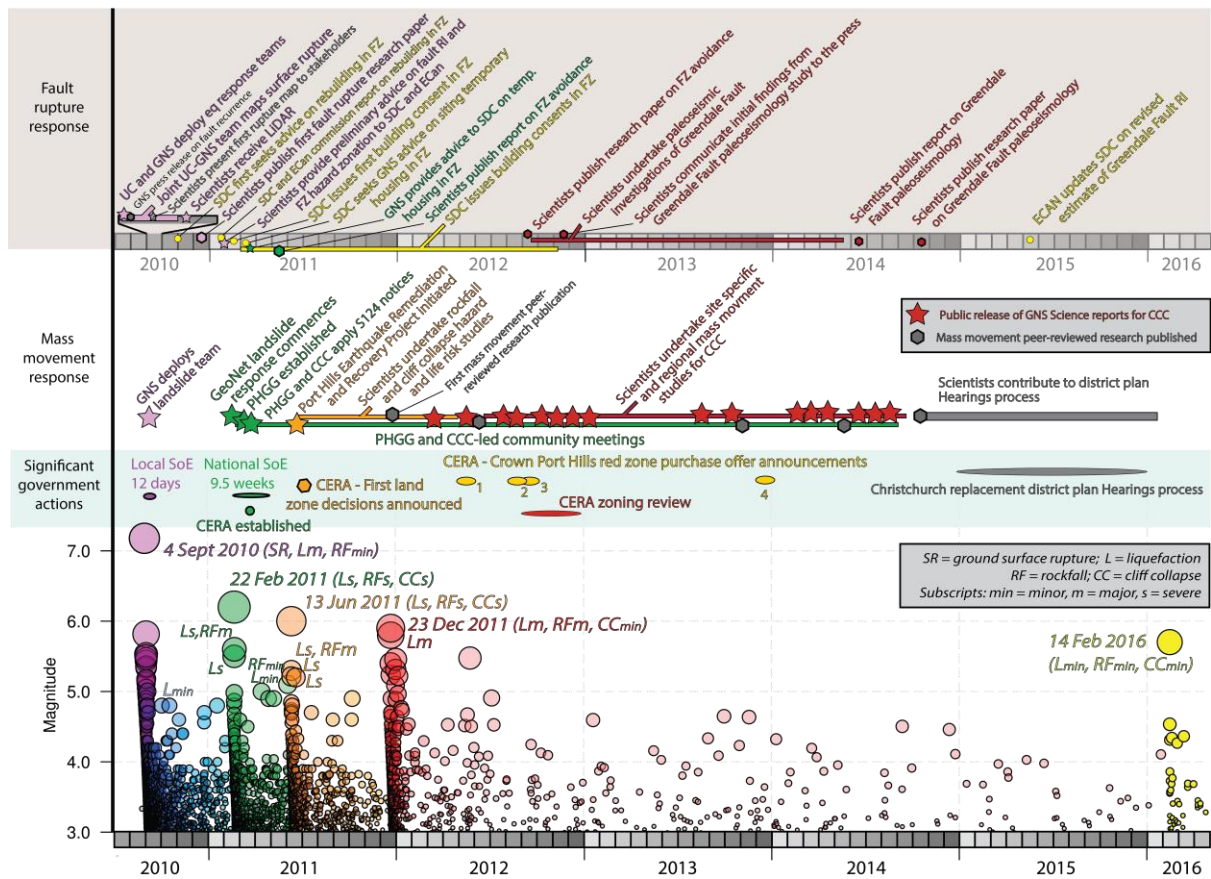 Fault
rupture
response
UC and GNS deploy eq response teams
GNS press release on fault recurrence
Joint UC-GNS team maps surface rupture
Scientists present first rupture map to stakeholders
Scientists receive LiDAR
SDC first seeks advice on rebuilding in FZ
SDC and ECan commission report on rebuilding in FZ
Scientists publish first fault rupture research paper
Scientists provide preliminary advice on fault RI and
FZ hazard zonation to SDC and ECan
SDC issues first building consent in FZ
SDC seeks GNS advice on siting temporary
housing in FZ
GNS provides advice to SDC on temp.
housing in FZ
Scientists publish report on FZ avoidance
SDC issues building consents in FZ
Scientists publish research paper on FZ avoidance
Scientists undertake paleoseismic
investigations of Greendale Fault
Scientists communicate initial findings from
Greendale Fault paleoseismology study to the press
Scientists publish report on Greendale
Fault paleoseismology
Scientists publish research paper
on Greendale Fault paleoseismology
ECAN updates SDC on revised
estimate of Greendale Fault RI
2010 2011 2012 2013 2014 2015 2016
Mass
movement
response
GNS deploys
landslide team
GeoNet landslide
response commences
PHGG established
PHGG and CCC apply S124 notices
Port Hills Earthquake Remediation
and Recovery Project initiated
Scientists undertake rockfall
and cliff collapse hazard
and life risk studies
First mass movement peer-
reviewed research publication
Scientists undertake site specific
and regional mass movment
studies for CCC
Public release of GNS Science reports for CCC
Mass movement peer-reviewed research published
Scientists contribute to district plan
Hearings process
PHGG and CCC-led community meetings
Significant
government
actions
Local SoE
12 days
National SoE
9.5 weeks
CERA established
CERA - First land
zone decisions announced
CERA - Crown Port Hills red zone purchase offer announcements
1
2
3
4
CERA zoning review
Christchurch replacement district plan Hearings process
SR = ground surface rupture; L = liquefaction
RF = rockfall; CC = cliff collapse
Subscripts: min = minor, m = major, s = severe
Magnitude
7.0
6.0
5.0
4.0
3.0
4 Sept 2010 (SR, Lm, RFmin)
22 Feb 2011 (Ls, RFs, CCs)
13 Jun 2011 (Ls, RFs, CCs)
23 Dec 2011 (Lm, RFm, CCmin)
Lm
Ls,RFm
Ls
Ls, RFm
Ls
Ls
RFmin
Lmin
Lmin
14 Feb 2016
(Lmin, RFmin, CCmin)
2010 2011 2012 2013 2014 2015 2016